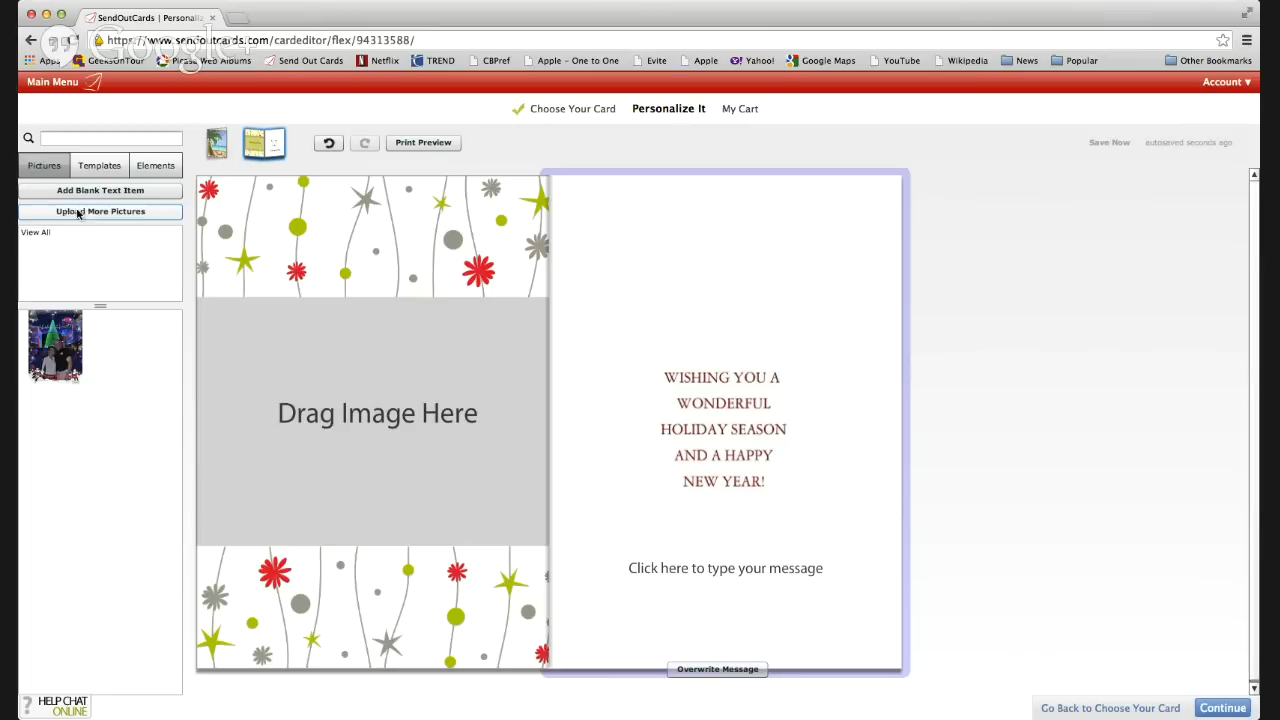 SendOutCards | Personaliz
Google+
https://www.sendoutcards.com/cardeditor/flex/94313588/
Apps GeeksOnTour Picasa Web Albums Send Out Cards Netflix TREND CBPref Apple - One to One Evite Apple Yahoo! Google Maps YouTube Wikipedia News Popular Other Bookmarks
Main Menu Account ▼
Choose Your Card Personalize It My Cart
Print Preview Save Now autosaved seconds ago
Pictures Templates Elements
Add Blank Text Item
Upload More Pictures
View All
Drag Image Here
WISHING YOU A
WONDERFUL
HOLIDAY SEASON
AND A HAPPY
NEW YEAR!
Click here to type your message
Overwrite Message
? HELP CHAT
ONLINE
Go Back to Choose Your Card Continue